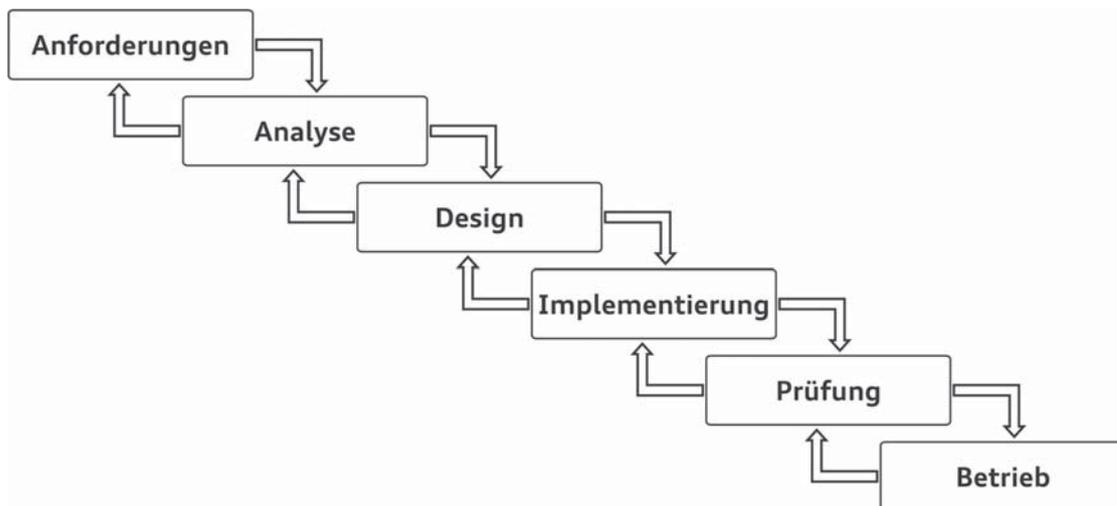 Anforderungen
Analyse
Design
Implementierung
Prüfung
Betrieb